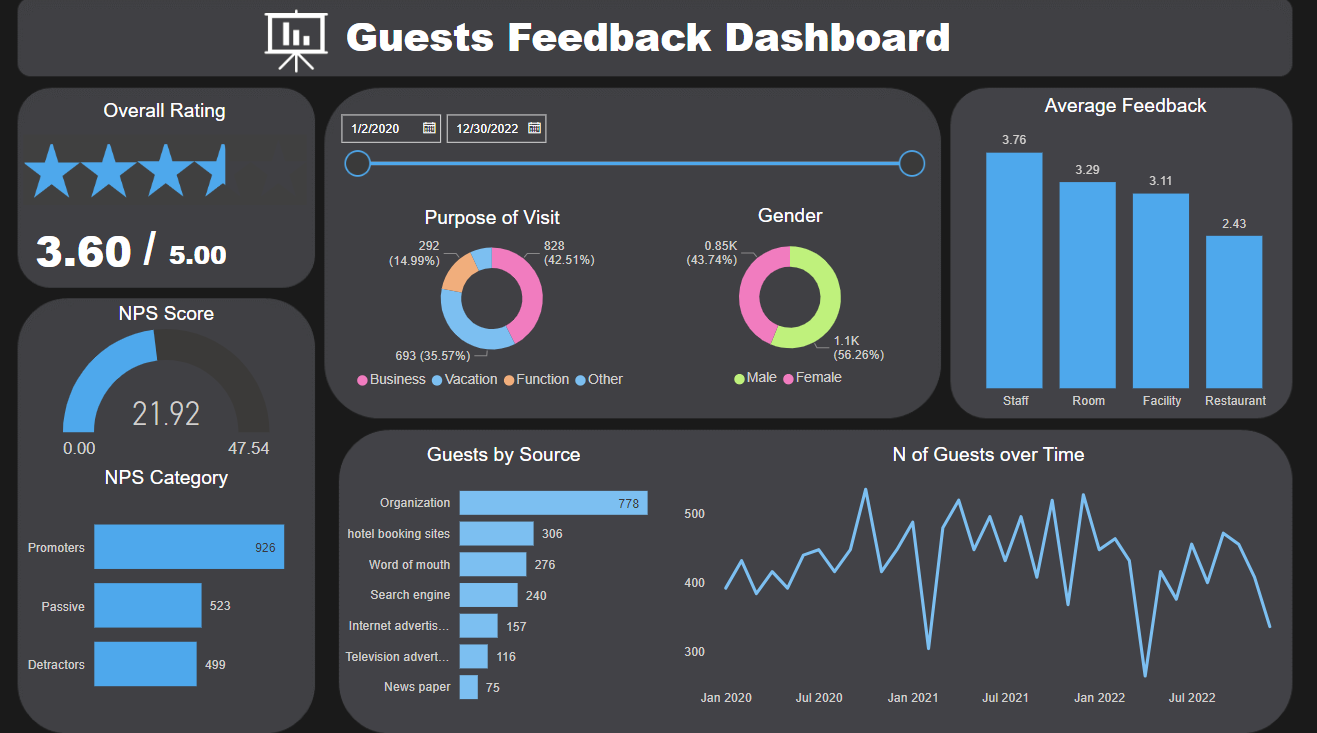 Guests Feedback Dashboard
Overall Rating
3.60 / 5.00
NPS Score
21.92
0.00
47.54
NPS Category
Promoters 926
Passive 523
Detractors 499
1/2/2020
12/30/2022
Purpose of Visit
292
(14.99%)
828
(42.51%)
693 (35.57%)
Business Vacation Function Other
Gender
0.85K
(43.74%)
1.1K
(56.26%)
Male Female
Average Feedback
3.76
3.29
3.11
2.43
Staff Room Facility Restaurant
Guests by Source
Organization 778
hotel booking sites 306
Word of mouth 276
Search engine 240
Internet advertis... 157
Television advert... 116
News paper 75
N of Guests over Time
500
400
300
Jan 2020 Jul 2020 Jan 2021 Jul 2021 Jan 2022 Jul 2022